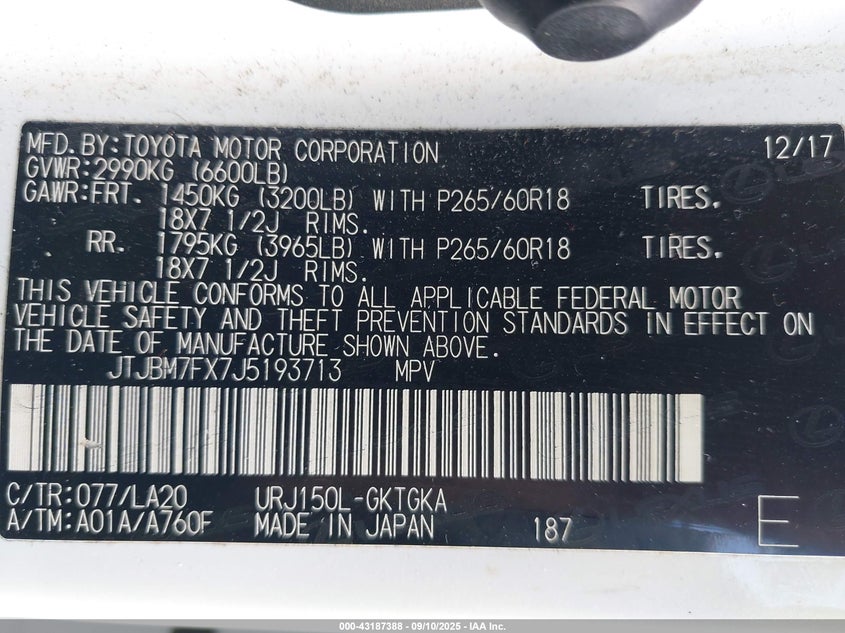 MFD.BY:TOYOTA MOTOR CORPORATION 12/17
GVWR:2990KG (6600LB)
GAWR:FRT. 1450KG (3200LB) WITH P265/60R18 TIRES.
18X7 1/2J RIMS.
RR. 1795KG (3965LB) WITH P265/60R18 TIRES.
18X7 1/2J RIMS.
THIS VEHICLE CONFORMS TO ALL APPLICABLE FEDERAL MOTOR
VEHICLE SAFETY AND THEFT PREVENTION STANDARDS IN EFFECT ON
THE DATE OF MANUFACTURE SHOWN ABOVE.
JTJBM7FX7J5193713 MPV
C/TR:077/LA20 URJ150L-GKTGKA
A/TM:A01A/A760F MADE IN JAPAN 187 E
000-43187388 - 09/10/2025 - IAA Inc.